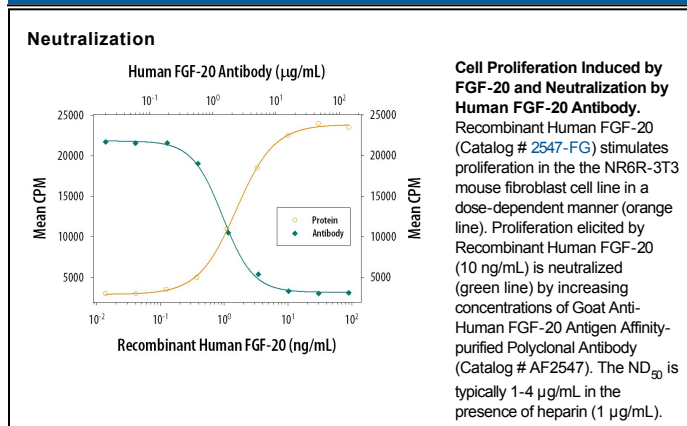 Neutralization
Human FGF-20 Antibody (µg/mL)
10-1 100 101 102
25000 25000
20000 20000
15000 15000
10000 10000
5000 5000
Mean CPM
Mean CPM
Protein
Antibody
10-2 10-1 100 101 102
Recombinant Human FGF-20 (ng/mL)
Cell Proliferation Induced by
FGF-20 and Neutralization by
Human FGF-20 Antibody.
Recombinant Human FGF-20
(Catalog # 2547-FG) stimulates
proliferation in the the NR6R-3T3
mouse fibroblast cell line in a
dose-dependent manner (orange
line). Proliferation elicited by
Recombinant Human FGF-20
(10 ng/mL) is neutralized
(green line) by increasing
concentrations of Goat Anti-
Human FGF-20 Antigen Affinity-
purified Polyclonal Antibody
(Catalog # AF2547). The ND50 is
typically 1-4 µg/mL in the
presence of heparin (1 µg/mL).